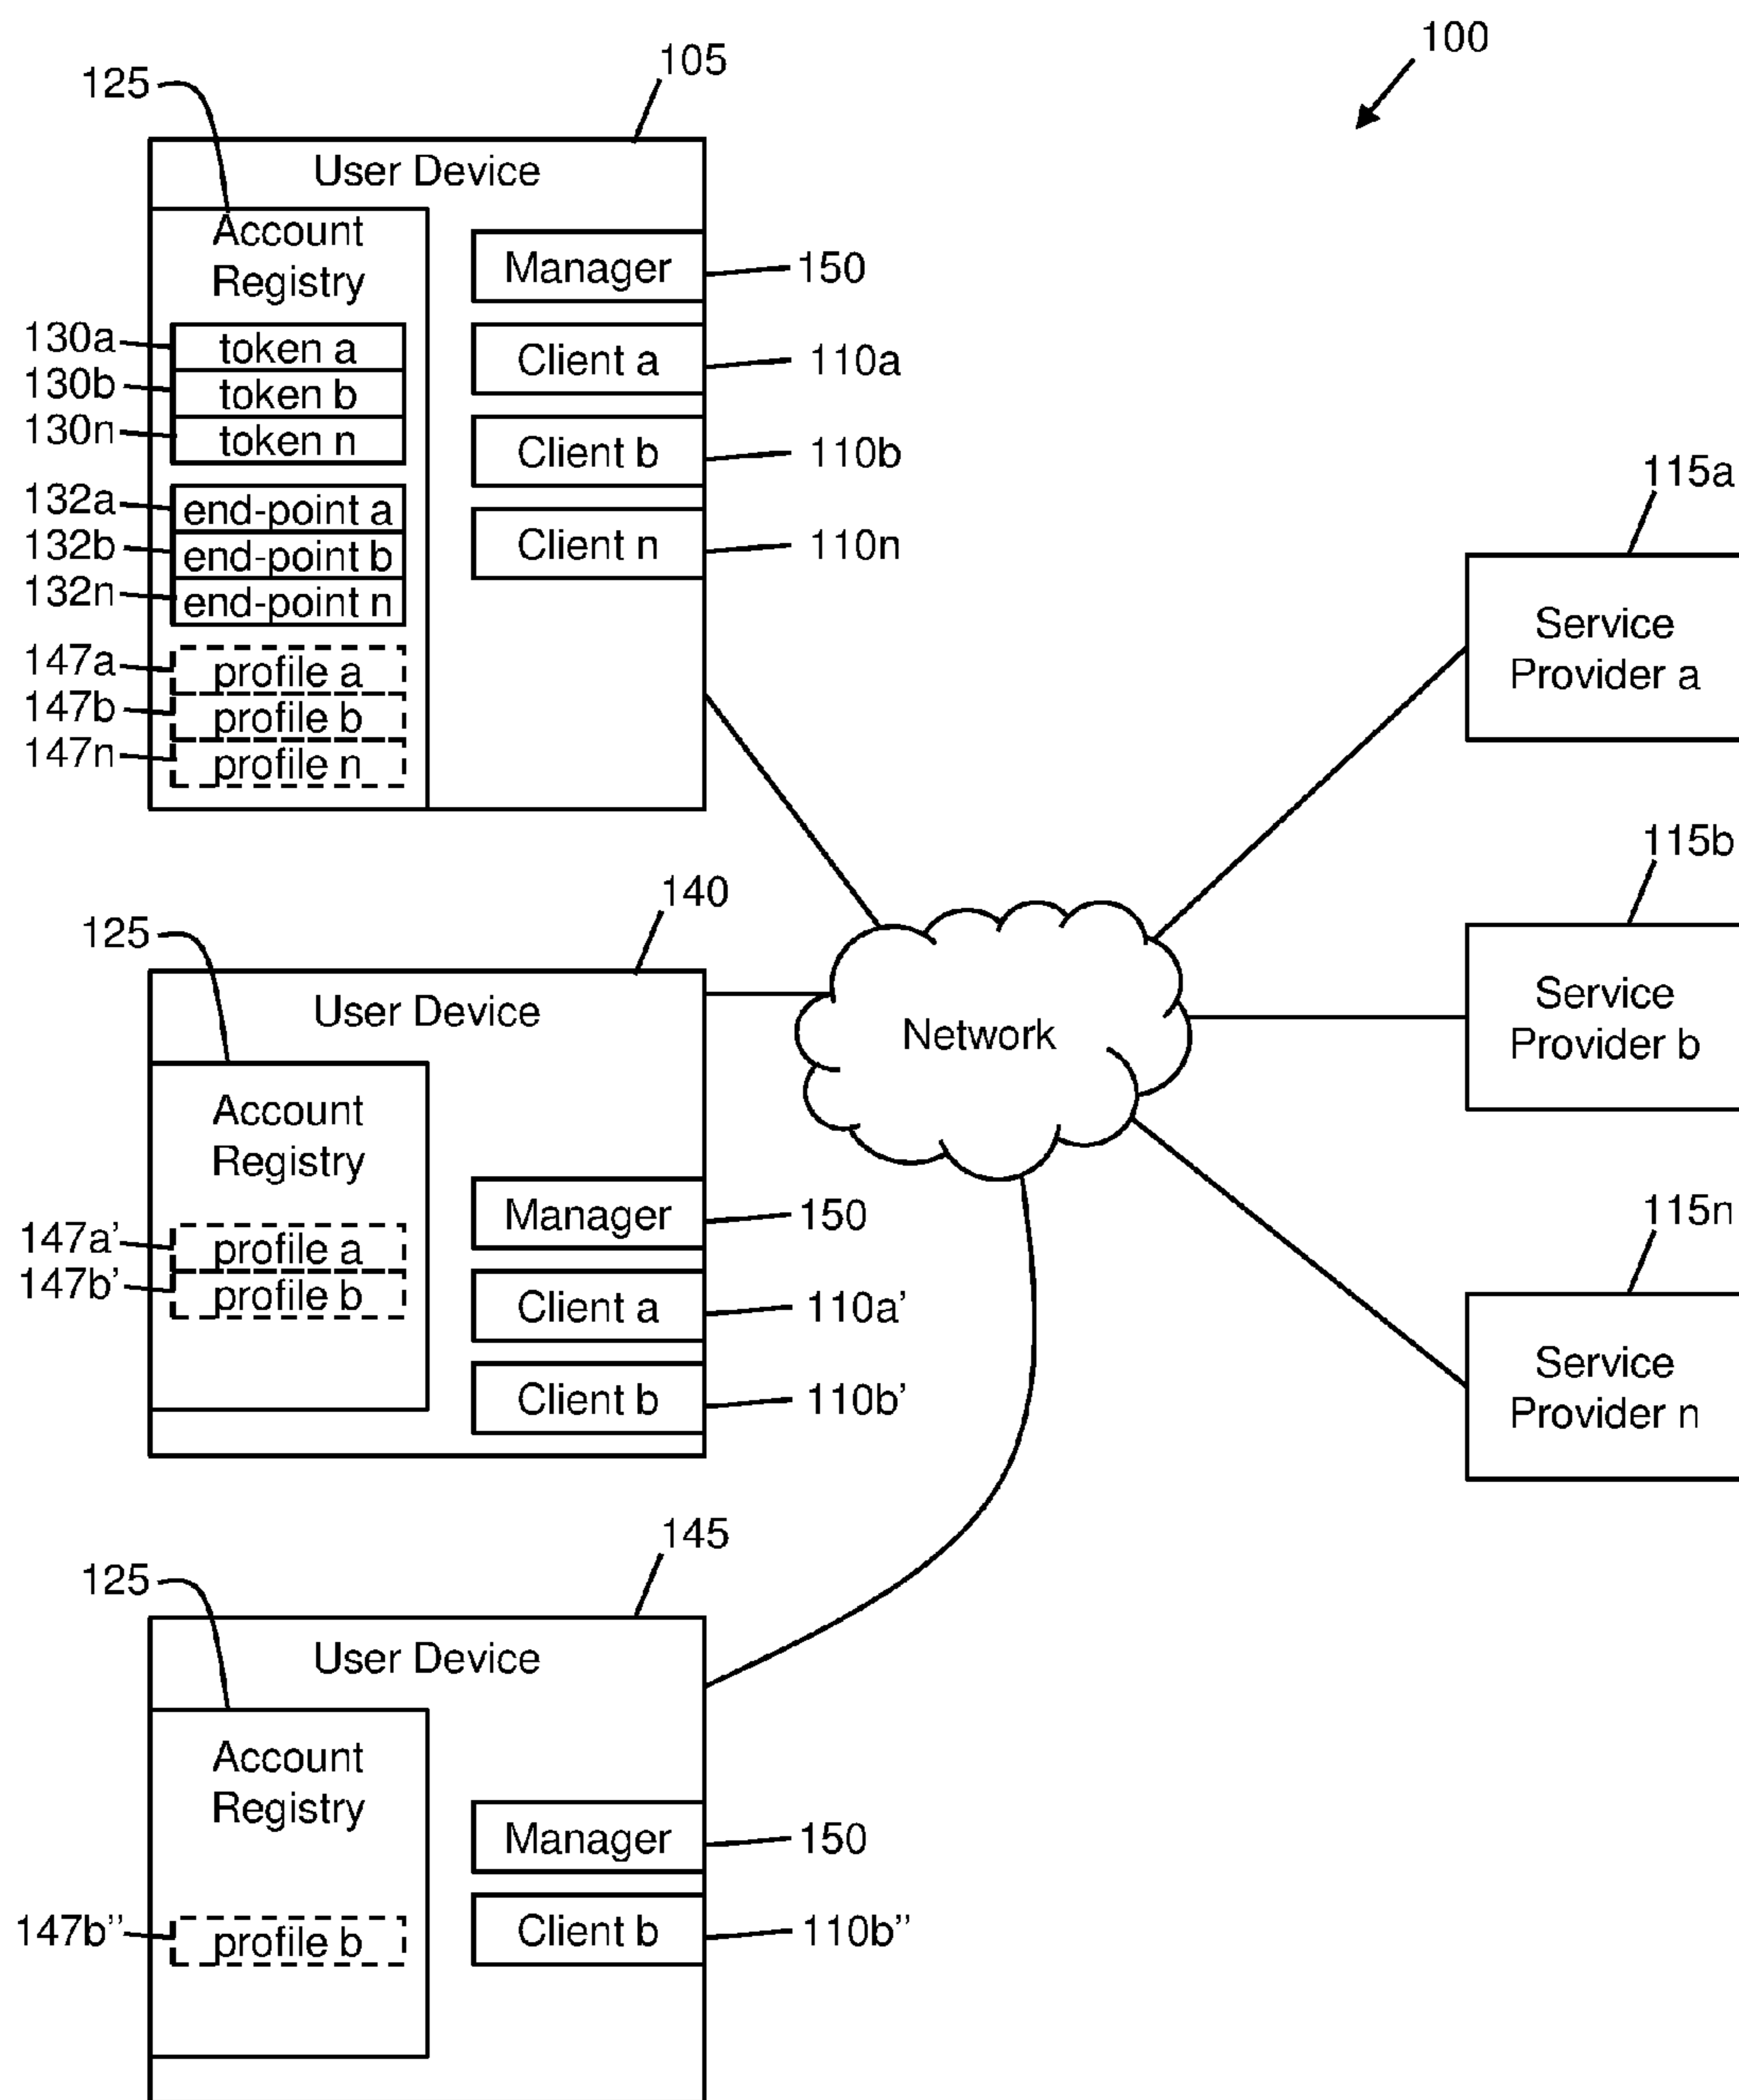 100
105
125
User Device
Account
Registry
Manager
150
130a
token a
130b
token b
130n
token n
Client a
110a
Client b
110b
132a
end-point a
132b
end-point b
132n
end-point n
Client n
110n
147a
profile a
147b
profile b
147n
profile n
115a
Service
Provider a
115b
Service
Provider b
115n
Service
Provider n
Network
140
125
User Device
Account
Registry
147a’
profile a
147b’
profile b
Manager
150
Client a
110a’
Client b
110b’
145
125
User Device
Account
Registry
Manager
150
147b’’
profile b
Client b
110b’’